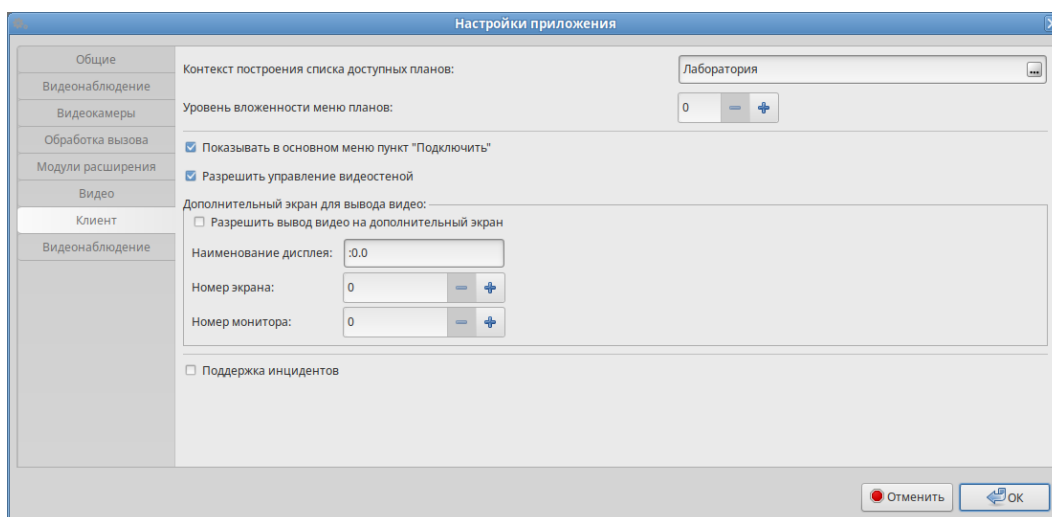 Настройки приложения
Общие
Видеонаблюдение
Видеокамеры
Обработка вызова
Модули расширения
Видео
Клиент
Видеонаблюдение
Контекст построения списка доступных планов: Лаборатория ...
Уровень вложенности меню планов: 0
Показывать в основном меню пункт "Подключить"
Разрешить управление видеостеной
Дополнительный экран для вывода видео:
Разрешить вывод видео на дополнительный экран
Наименование дисплея: :0.0
Номер экрана: 0
Номер монитора: 0
Поддержка инцидентов
Отменить ОК